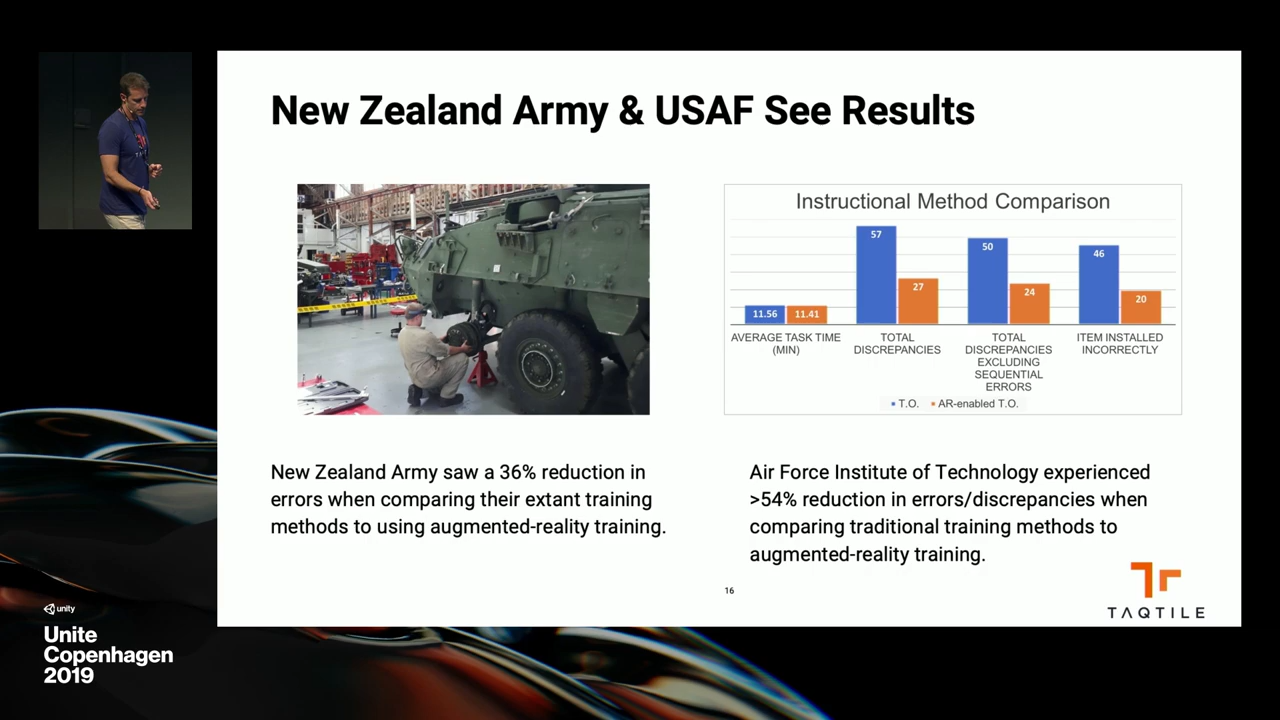 New Zealand Army & USAF See Results
Instructional Method Comparison
57
50
46
27
24
20
11.56
11.41
AVERAGE TASK TIME
(MIN)
TOTAL
DISCREPANCIES
TOTAL
DISCREPANCIES
EXCLUDING
SEQUENTIAL
ERRORS
ITEM INSTALLED
INCORRECTLY
T.O.
AR-enabled T.O.
New Zealand Army saw a 36% reduction in
errors when comparing their extant training
methods to using augmented-reality training.
Air Force Institute of Technology experienced
>54% reduction in errors/discrepancies when
comparing traditional training methods to
augmented-reality training.
16
TAQTILE
unity
Unite
Copenhagen
2019